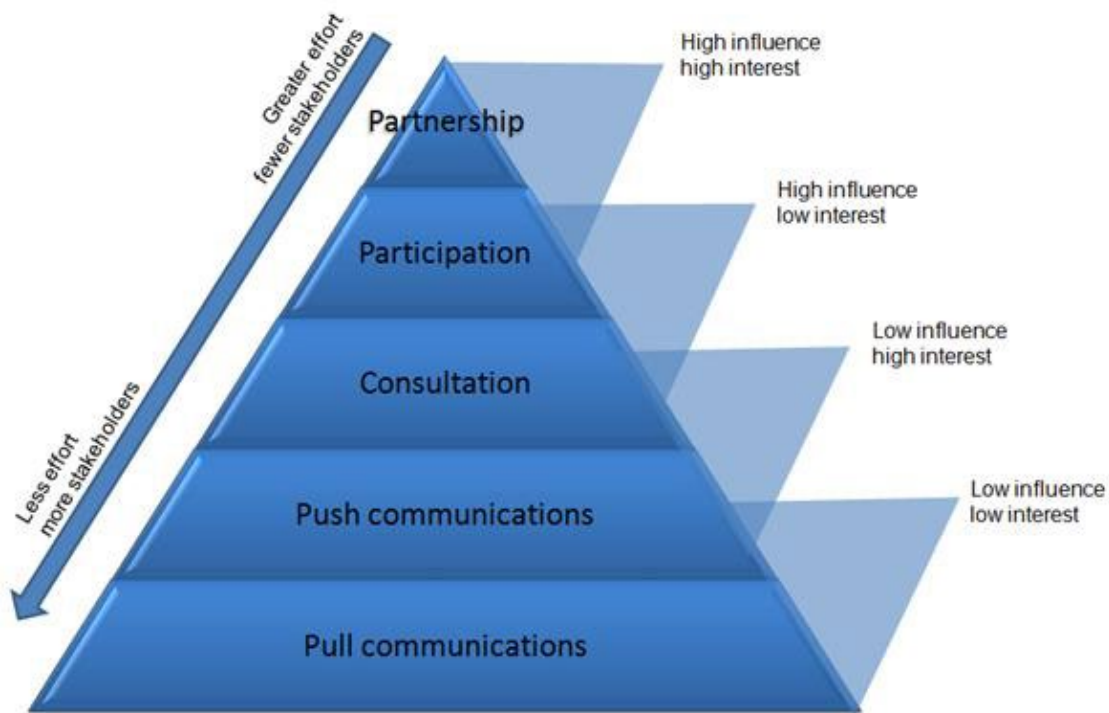 Greater effort
fewer stakeholders
High influence
high interest
Partnership
High influence
low interest
Participation
Low influence
high interest
Consultation
Less effort
more stakeholders
Low influence
low interest
Push communications
Pull communications